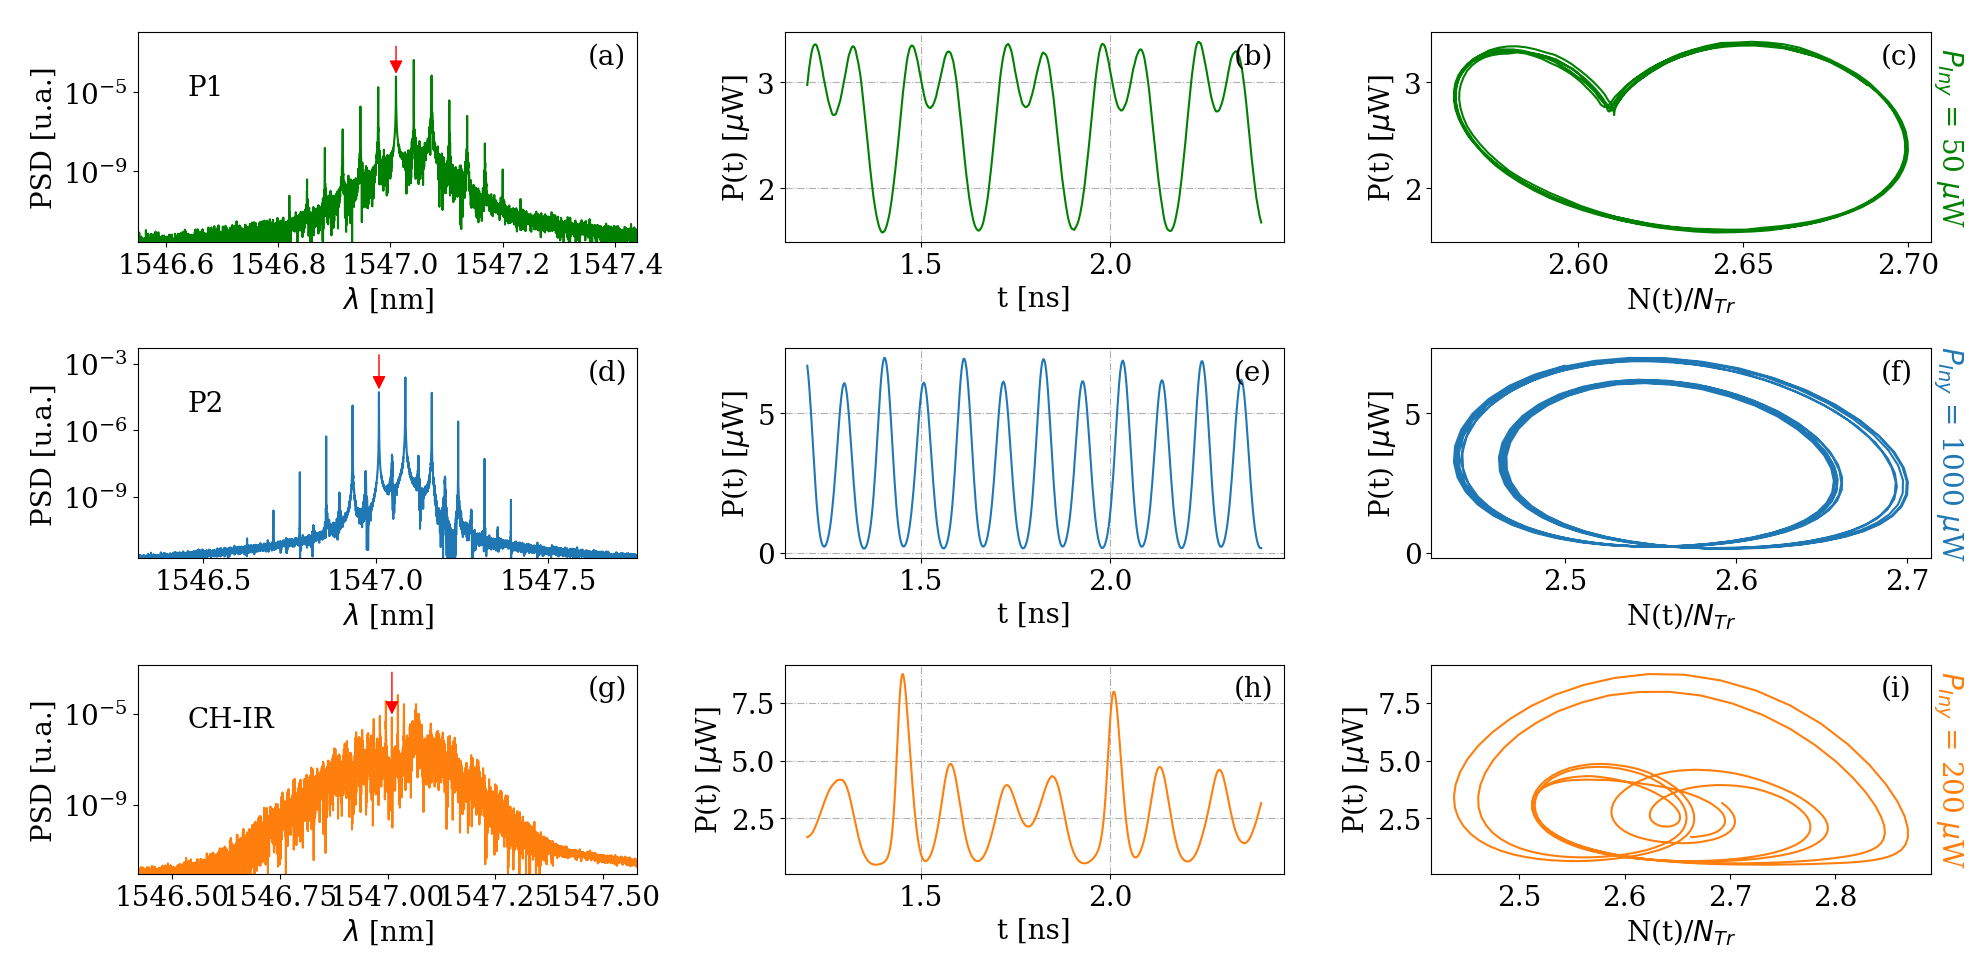 P1
(a)
PSD [u.a.]
10⁻⁵
10⁻⁹
1546.6 1546.8 1547.0 1547.2 1547.4
λ [nm]
(b)
P(t) [μW]
3
2
1.5 2.0
t [ns]
(c)
P(t) [μW]
3
2
2.60 2.65 2.70
N(t)/N_{Tr}
P_{Iny} = 50 μW
P2
(d)
PSD [u.a.]
10⁻³
10⁻⁶
10⁻⁹
1546.5 1547.0 1547.5
λ [nm]
(e)
P(t) [μW]
5
0
1.5 2.0
t [ns]
(f)
P(t) [μW]
5
0
2.5 2.6 2.7
N(t)/N_{Tr}
P_{Iny} = 1000 μW
CH-IR
(g)
PSD [u.a.]
10⁻⁵
10⁻⁹
1546.50 1546.75 1547.00 1547.25 1547.50
λ [nm]
(h)
P(t) [μW]
7.5
5.0
2.5
1.5 2.0
t [ns]
(i)
P(t) [μW]
7.5
5.0
2.5
2.5 2.6 2.7 2.8
N(t)/N_{Tr}
P_{Iny} = 200 μW